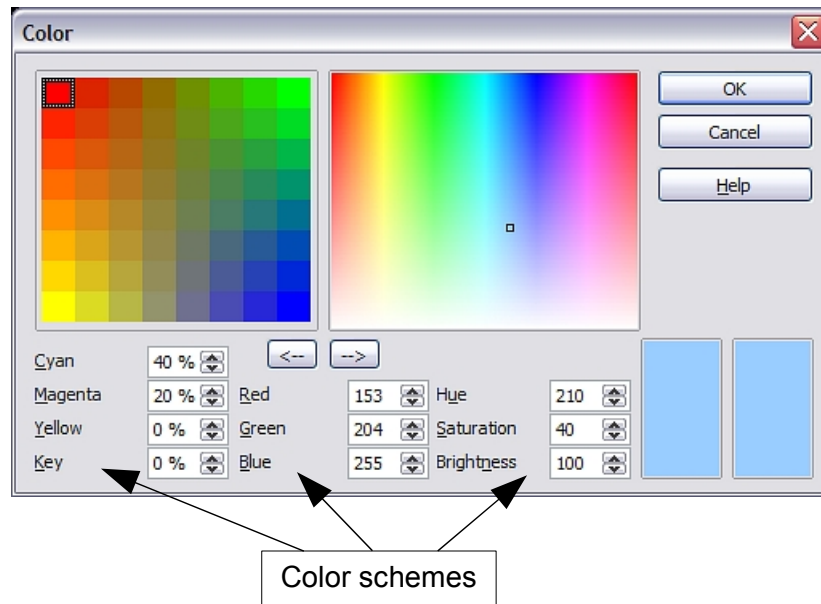 Color
OK
Cancel
Help
<-- -->
Cyan 40 %
Magenta 20 % Red 153 Hue 210
Yellow 0 % Green 204 Saturation 40
Key 0 % Blue 255 Brightness 100
Color schemes